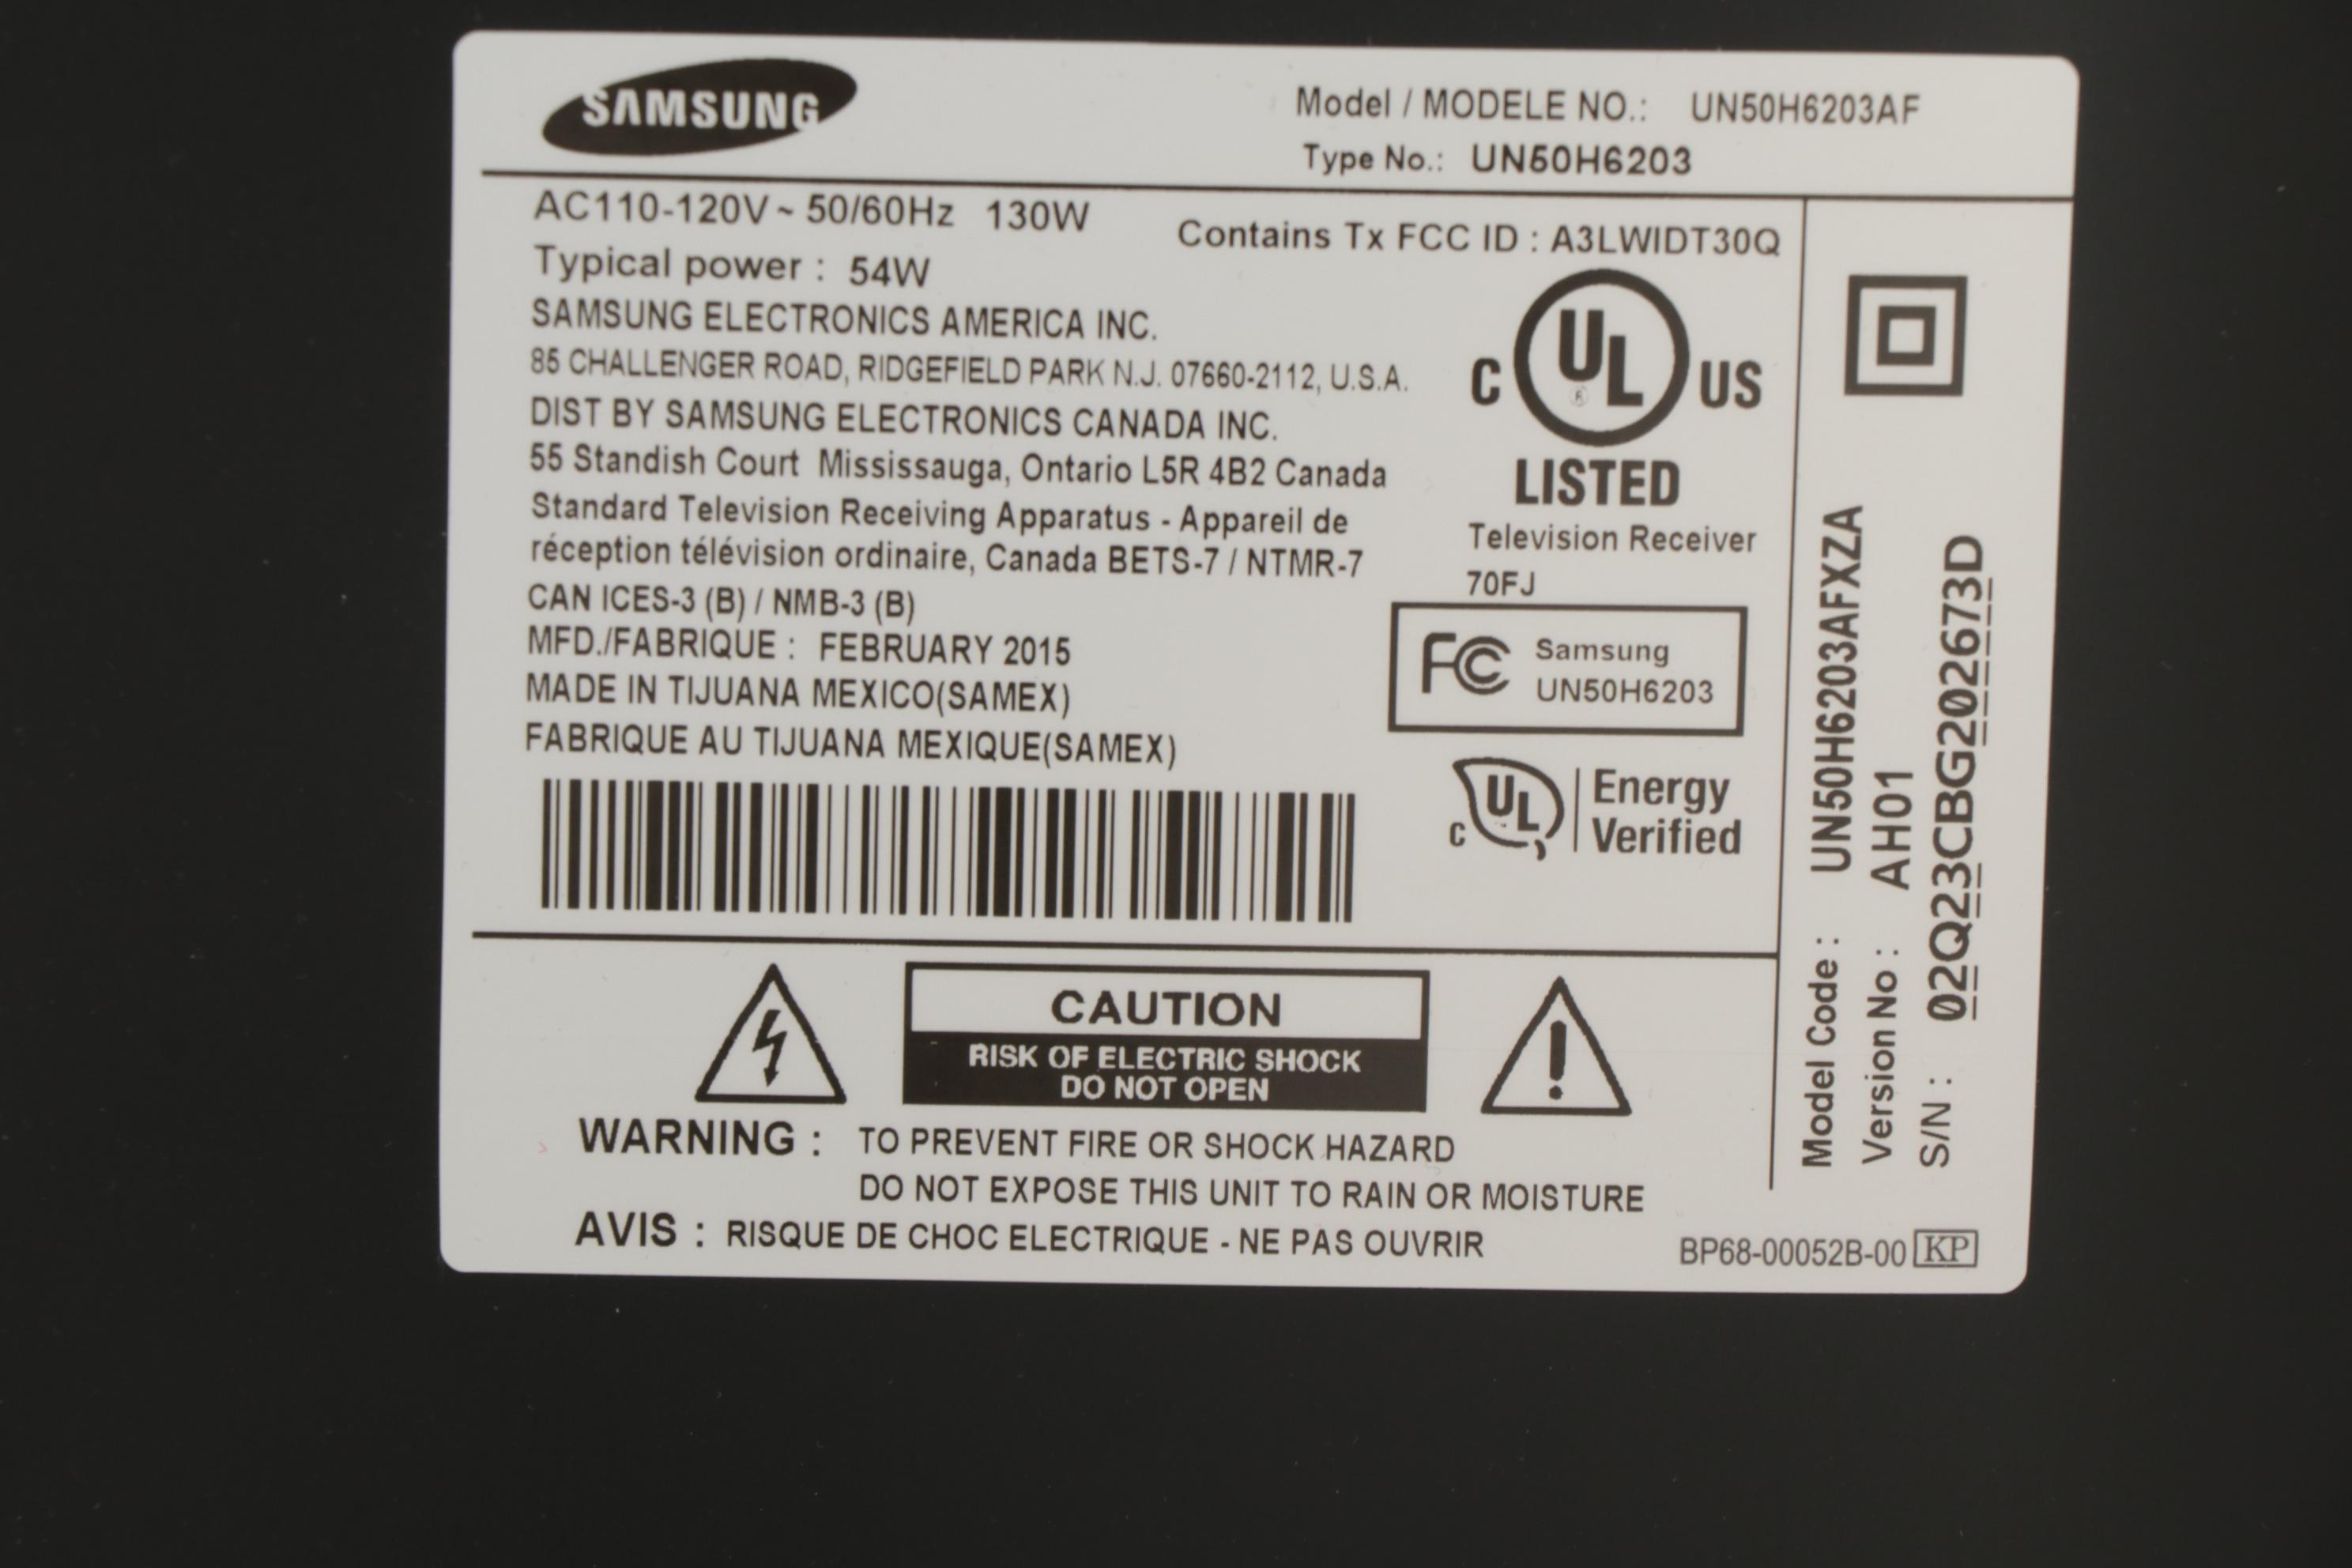 SAMSUNG
Model / MODELE NO.: UN50H6203AF
Type No.: UN50H6203
AC110-120V ~ 50/60Hz 130W
Typical power : 54W
SAMSUNG ELECTRONICS AMERICA INC.
85 CHALLENGER ROAD, RIDGEFIELD PARK N.J. 07660-2112, U.S.A.
DIST BY SAMSUNG ELECTRONICS CANADA INC.
55 Standish Court Mississauga, Ontario L5R 4B2 Canada
Standard Television Receiving Apparatus - Appareil de
réception télévision ordinaire, Canada BETS-7 / NTMR-7
CAN ICES-3 (B) / NMB-3 (B)
MFD./FABRIQUE : FEBRUARY 2015
MADE IN TIJUANA MEXICO(SAMEX)
FABRIQUE AU TIJUANA MEXIQUE(SAMEX)
Contains Tx FCC ID : A3LWIDT30Q
C UL ® US
LISTED
Television Receiver
70FJ
FC Samsung
UN50H6203
C UL Energy
Verified
Model Code : UN50H6203AFXZA
Version No : AH01
S/N : 02Q23CBG202673D
CAUTION
RISK OF ELECTRIC SHOCK
DO NOT OPEN
!
WARNING : TO PREVENT FIRE OR SHOCK HAZARD
DO NOT EXPOSE THIS UNIT TO RAIN OR MOISTURE
AVIS : RISQUE DE CHOC ELECTRIQUE - NE PAS OUVRIR
BP68-00052B-00 KP